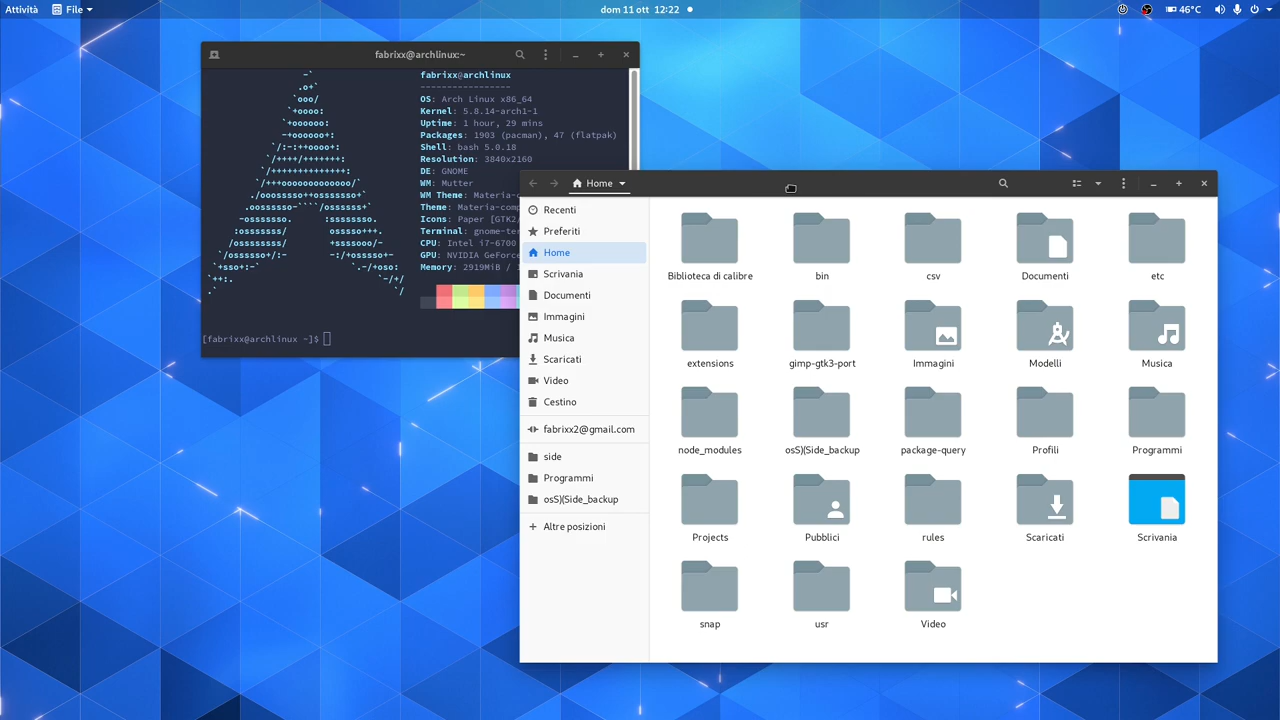 Attività
File
dom 11 ott 12:22
46°C
fabrixx@archlinux:~
fabrixx@archlinux
-----------------
OS: Arch Linux x86_64
Kernel: 5.8.14-arch1-1
Uptime: 1 hour, 29 mins
Packages: 1903 (pacman), 47 (flatpak)
Shell: bash 5.0.18
Resolution: 3840x2160
DE: GNOME
WM: Mutter
WM Theme: Materia-
Theme: Materia-comp
Icons: Paper [GTK2/
Terminal: gnome-ter
CPU: Intel i7-6700
GPU: NVIDIA GeForce
Memory: 2919MiB /
[fabrixx@archlinux ~]$
Home
Recenti
Preferiti
Home
Scrivania
Documenti
Immagini
Musica
Scaricati
Video
Cestino
fabrixx2@gmail.com
side
Programmi
osS)(Side_backup
Altre posizioni
Biblioteca di calibre
bin
csv
Documenti
etc
extensions
gimp-gtk3-port
Immagini
Modelli
Musica
node_modules
osS)(Side_backup
package-query
Profili
Programmi
Projects
Pubblici
rules
Scaricati
Scrivania
snap
usr
Video